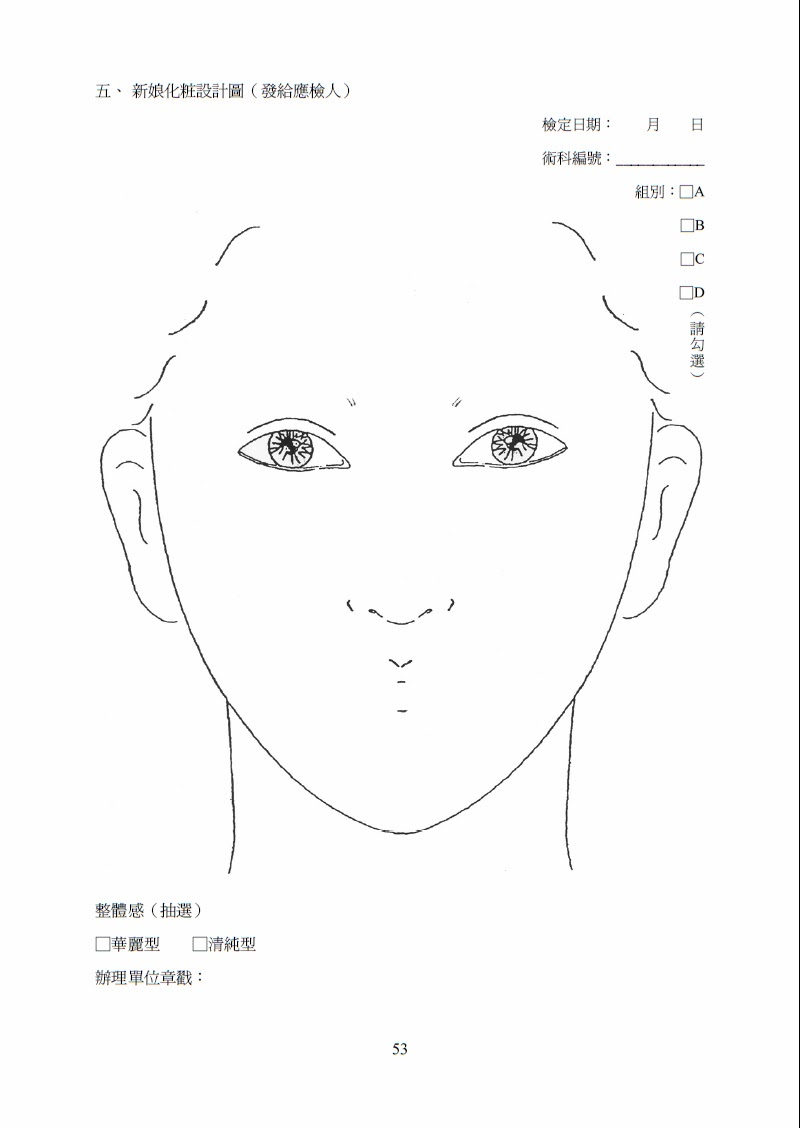 五、 新娘化粧設計圖（發給應檢人）
檢定日期：　　月　　日
術科編號：____________
組別：□A
□B
□C
□D
（請勾選）
整體感（抽選）
□華麗型　　□清純型
辦理單位章戳：
53